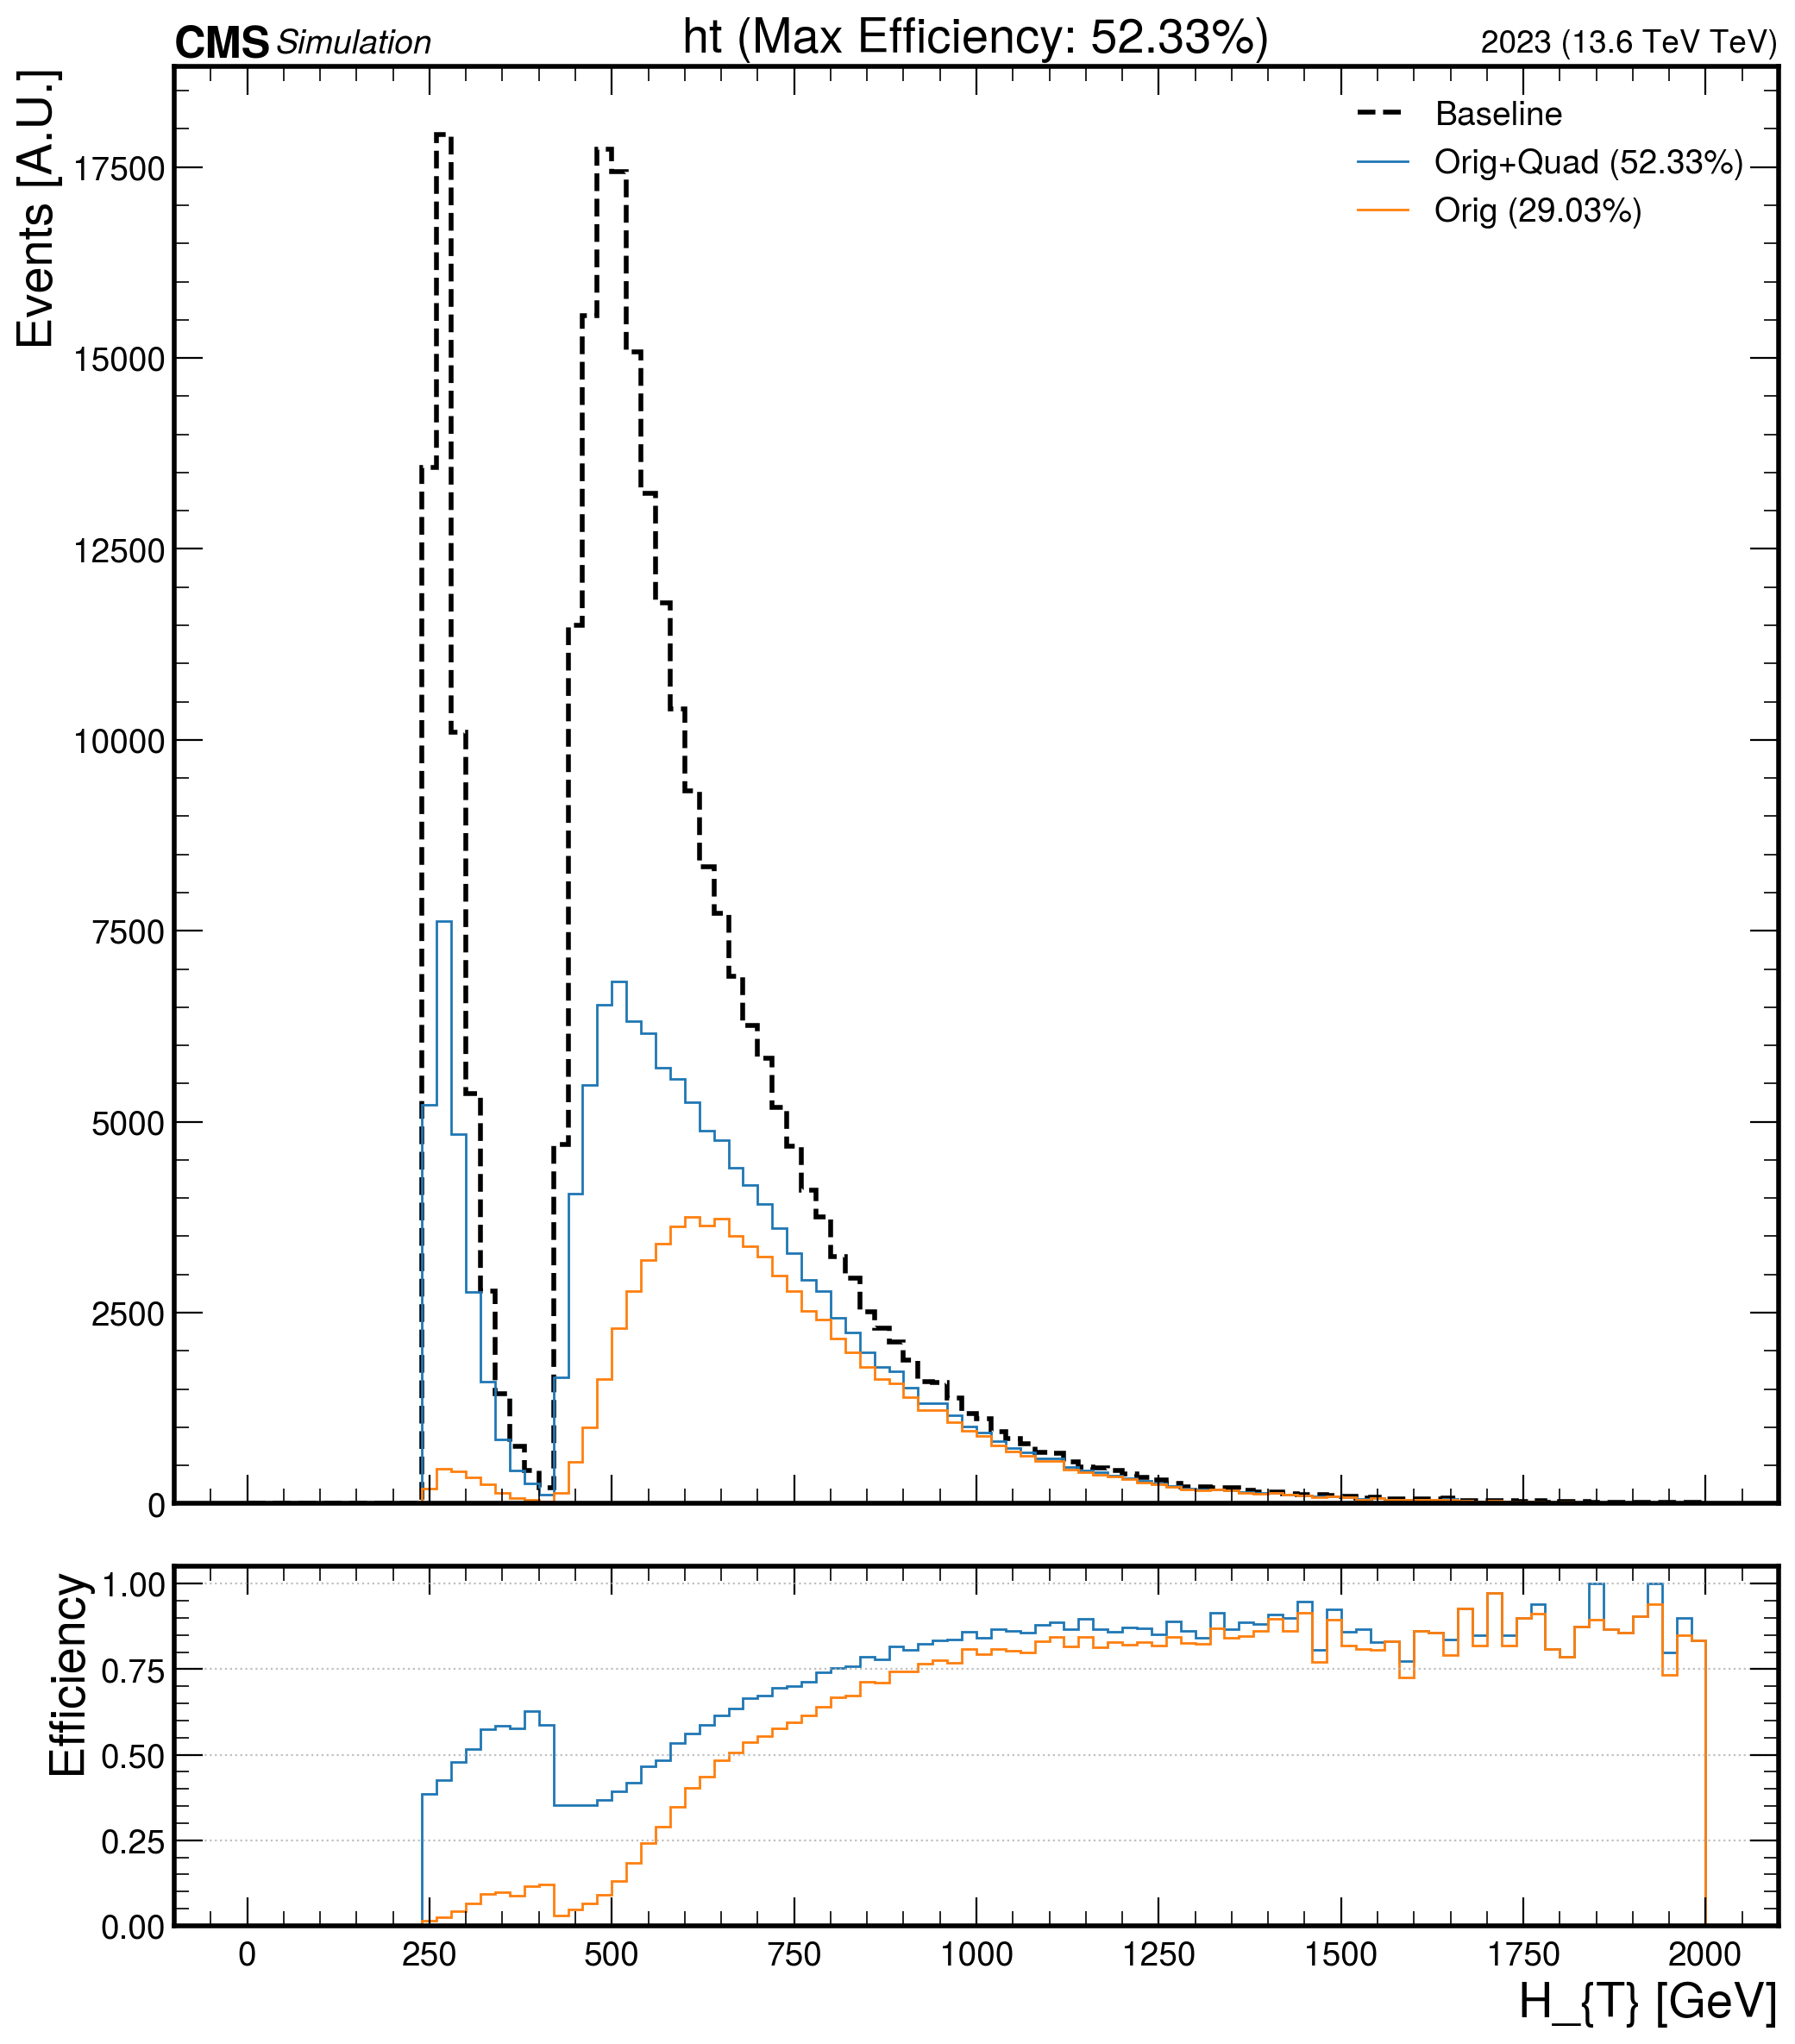 CMS Simulation
ht (Max Efficiency: 52.33%)
2023 (13.6 TeV TeV)
Events [A.U.]
Baseline
Orig+Quad (52.33%)
Orig (29.03%)
17500
15000
12500
10000
7500
5000
2500
0
Efficiency
1.00
0.75
0.50
0.25
0.00
0 250 500 750 1000 1250 1500 1750 2000
H_{T} [GeV]